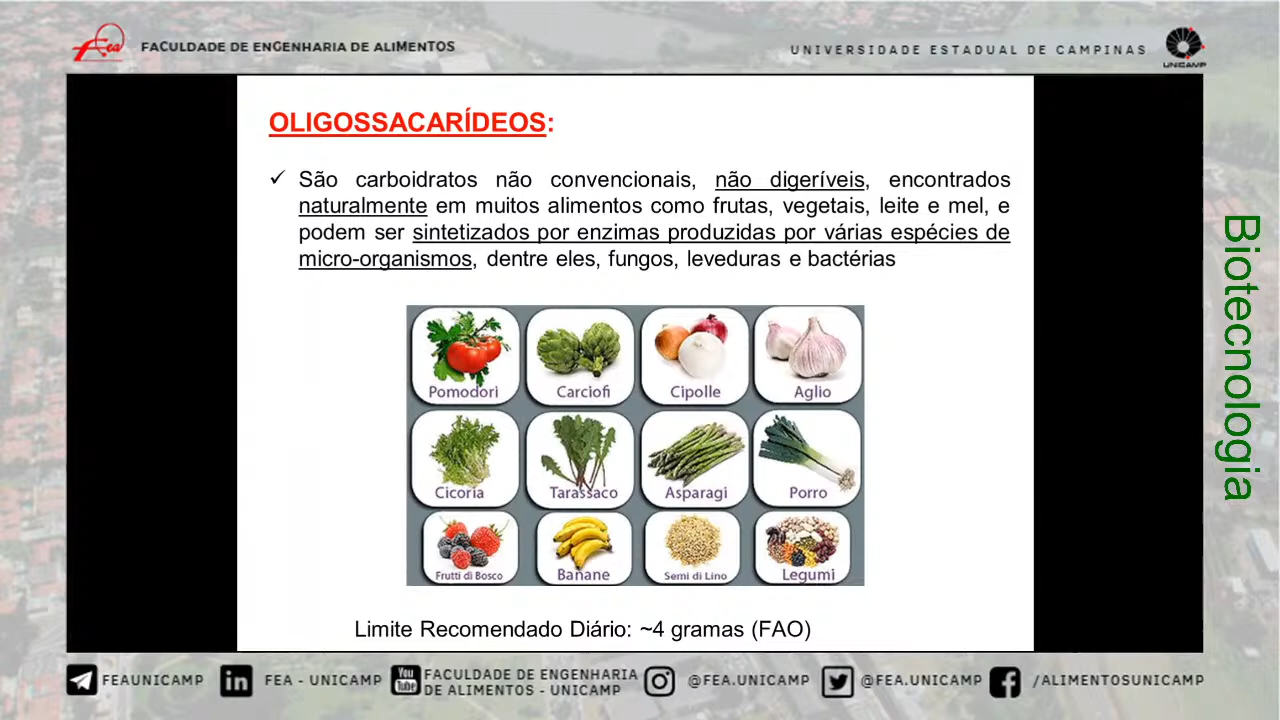 Fea
FACULDADE DE ENGENHARIA DE ALIMENTOS
UNIVERSIDADE ESTADUAL DE CAMPINAS
UNICAMP
OLIGOSSACARÍDEOS:
✓ São carboidratos não convencionais, não digeríveis, encontrados
naturalmente em muitos alimentos como frutas, vegetais, leite e mel, e
podem ser sintetizados por enzimas produzidas por várias espécies de
micro-organismos, dentre eles, fungos, leveduras e bactérias
Pomodori
Carciofi
Cipolle
Aglio
Cicoria
Tarassaco
Asparagi
Porro
Frutti di Bosco
Banane
Semi di Lino
Legumi
Limite Recomendado Diário: ~4 gramas (FAO)
Biotecnologia
FEAUNICAMP
in
FEA - UNICAMP
You
Tube
FACULDADE DE ENGENHARIA
DE ALIMENTOS - UNICAMP
@FEA.UNICAMP
@FEA.UNICAMP
/ALIMENTOSUNICAMP